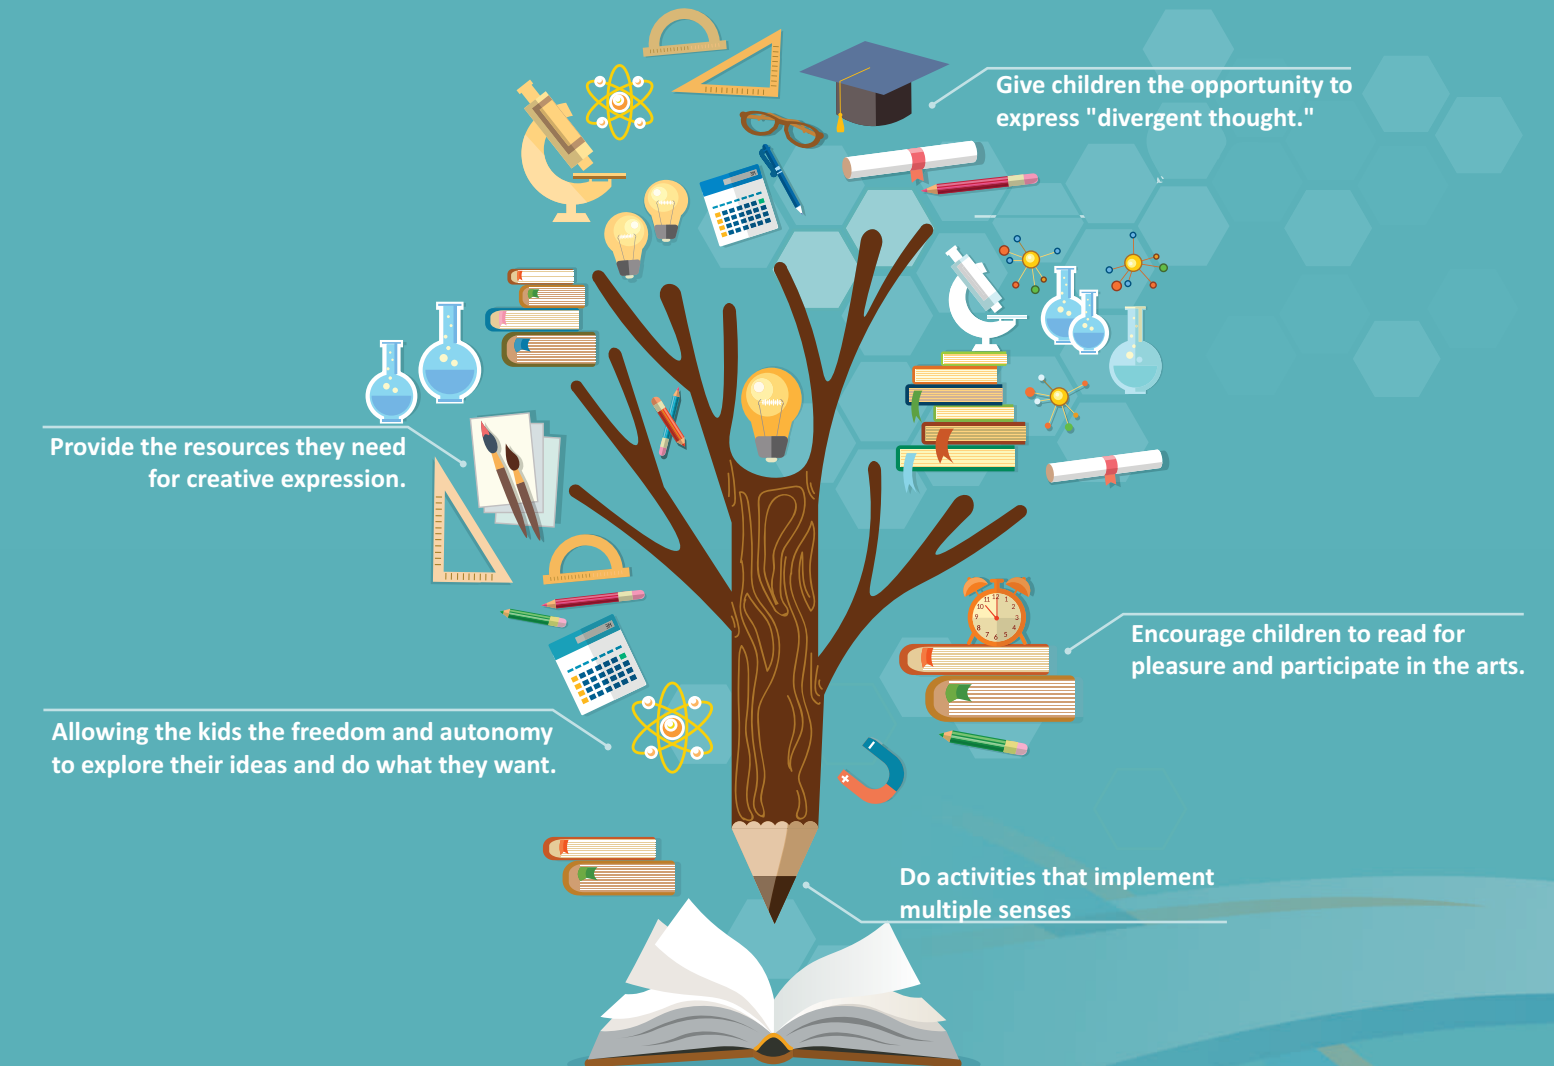 Give children the opportunity to
express "divergent thought."
Provide the resources they need
for creative expression.
Encourage children to read for
pleasure and participate in the arts.
Allowing the kids the freedom and autonomy
to explore their ideas and do what they want.
Do activities that implement
multiple senses